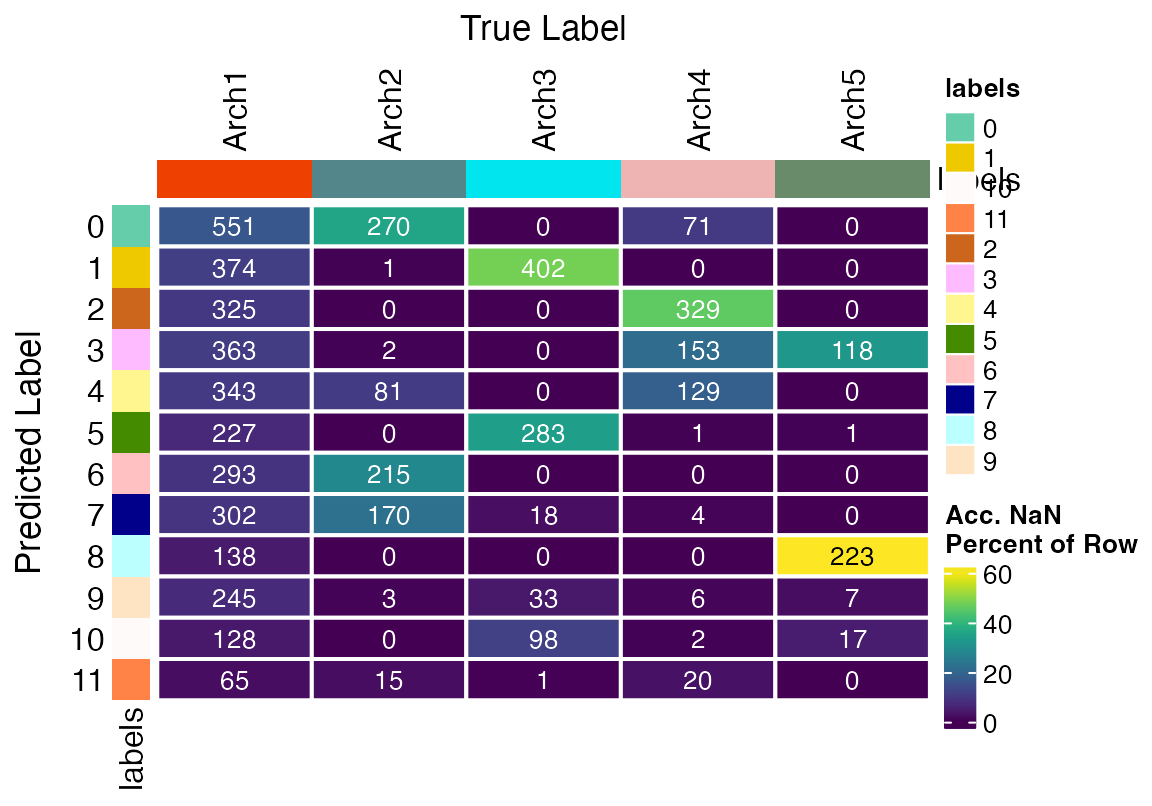 True Label
Arch1 Arch2 Arch3 Arch4 Arch5
labels
Predicted Label
0 551 270 0 71 0
1 374 1 402 0 0
2 325 0 0 329 0
3 363 2 0 153 118
4 343 81 0 129 0
5 227 0 283 1 1
6 293 215 0 0 0
7 302 170 18 4 0
8 138 0 0 0 223
9 245 3 33 6 7
10 128 0 98 2 17
11 65 15 1 20 0
labels
labels
0
1
10
11
2
3
4
5
6
7
8
9
Acc. NaN
Percent of Row
60
40
20
0